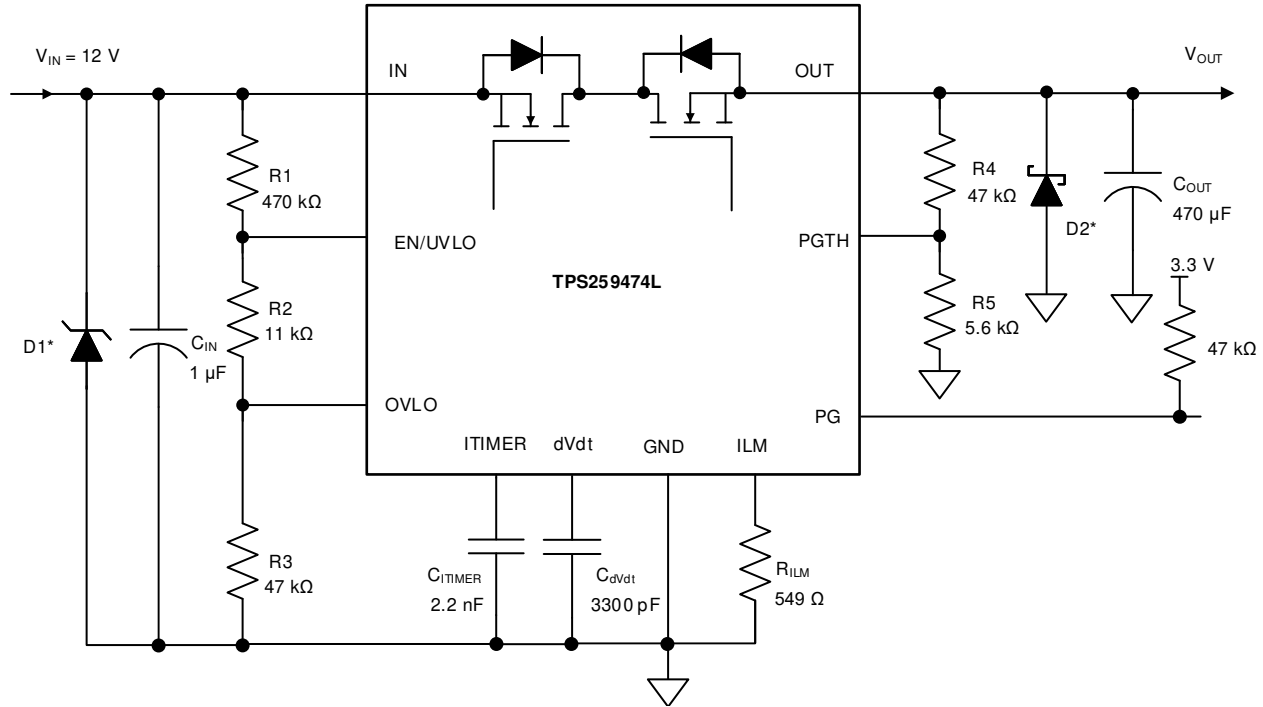 V_IN = 12 V
IN
OUT
V_OUT
R1
470 kΩ
R4
47 kΩ
C_OUT
470 µF
D2*
EN/UVLO
PGTH
3.3 V
TPS259474L
R2
11 kΩ
R5
5.6 kΩ
D1*
C_IN
1 µF
47 kΩ
OVLO
PG
ITIMER
dVdt
GND
ILM
R3
47 kΩ
C_ITIMER
2.2 nF
C_dVdt
3300 pF
R_ILM
549 Ω